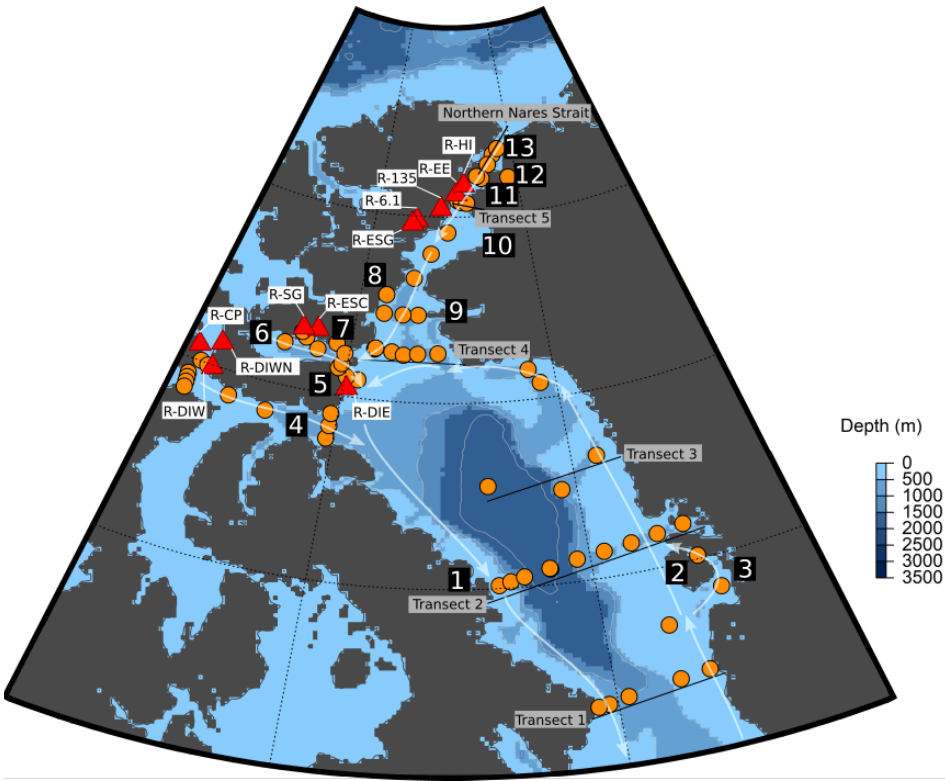 Northern Nares Strait
R-HI
13
R-EE
12
R-135
11
R-6.1
Transect 5
R-ESG
10
8
R-SG
R-ESC
9
R-CP
6
7
Transect 4
R-DIWN
5
R-DIW
R-DIE
4
Depth (m)
Transect 3
0
500
1000
1500
2000
2500
3000
3500
1
2
3
Transect 2
Transect 1